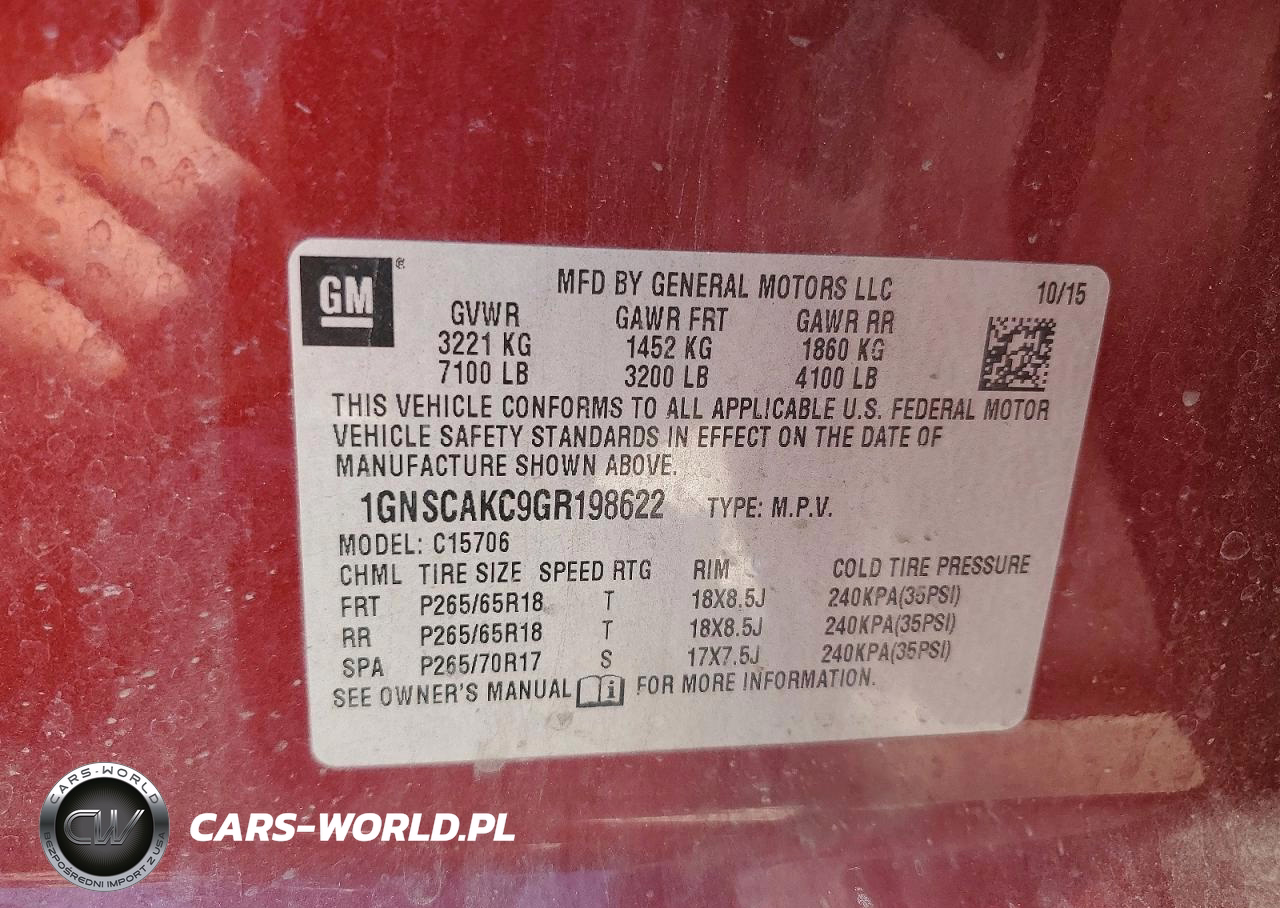 GM
®
MFD BY GENERAL MOTORS LLC
10/15
GVWR GAWR FRT GAWR RR
3221 KG 1452 KG 1860 KG
7100 LB 3200 LB 4100 LB
THIS VEHICLE CONFORMS TO ALL APPLICABLE U.S. FEDERAL MOTOR
VEHICLE SAFETY STANDARDS IN EFFECT ON THE DATE OF
MANUFACTURE SHOWN ABOVE.
1GNSCAKC9GR198622 TYPE: M.P.V.
MODEL: C15706
CHML TIRE SIZE SPEED RTG RIM COLD TIRE PRESSURE
FRT P265/65R18 T 18X8.5J 240KPA(35PSI)
RR P265/65R18 T 18X8.5J 240KPA(35PSI)
SPA P265/70R17 S 17X7.5J 240KPA(35PSI)
SEE OWNER'S MANUAL i FOR MORE INFORMATION.
CARS-WORLD
CW
BEZPOŚREDNI IMPORT Z USA
CARS-WORLD.PL